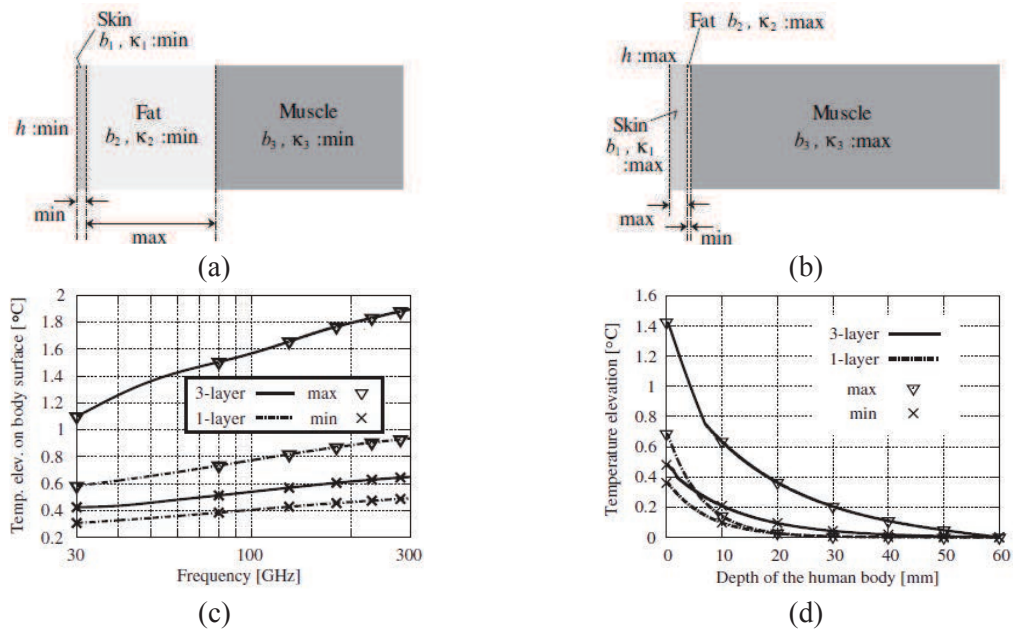 Skin
b₁, κ₁ :min
h :min
Fat
b₂, κ₂ :min
Muscle
b₃, κ₃ :min
min
max
(a)
Fat b₂, κ₂ :max
h :max
Skin
b₁, κ₁
:max
Muscle
b₃, κ₃ :max
max
min
(b)
Temp. elev. on body surface [°C]
2
1.8
1.6
1.4
1.2
1
0.8
0.6
0.4
0.2
3-layer max
1-layer min
30 100 300
Frequency [GHz]
(c)
Temperature elevation [°C]
1.6
1.4
1.2
1
0.8
0.6
0.4
0.2
0
3-layer
1-layer
max
min
0 10 20 30 40 50 60
Depth of the human body [mm]
(d)